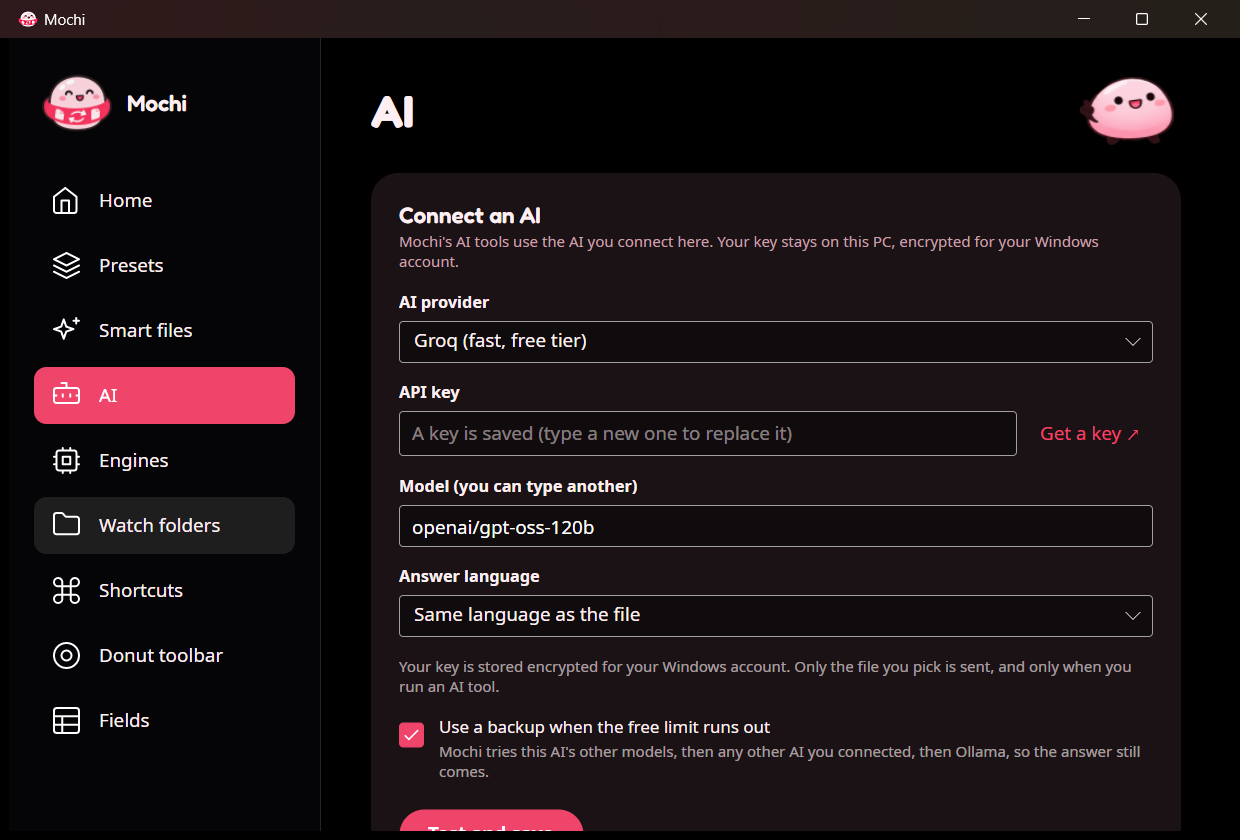 Mochi
Mochi
Home
Presets
Smart files
AI
Engines
Watch folders
Shortcuts
Donut toolbar
Fields
AI
Connect an AI
Mochi's AI tools use the AI you connect here. Your key stays on this PC, encrypted for your Windows
account.
AI provider
Groq (fast, free tier)
API key
A key is saved (type a new one to replace it)
Get a key ↗
Model (you can type another)
openai/gpt-oss-120b
Answer language
Same language as the file
Your key is stored encrypted for your Windows account. Only the file you pick is sent, and only when you
run an AI tool.
Use a backup when the free limit runs out
Mochi tries this AI's other models, then any other AI you connected, then Ollama, so the answer still
comes.
Test and save